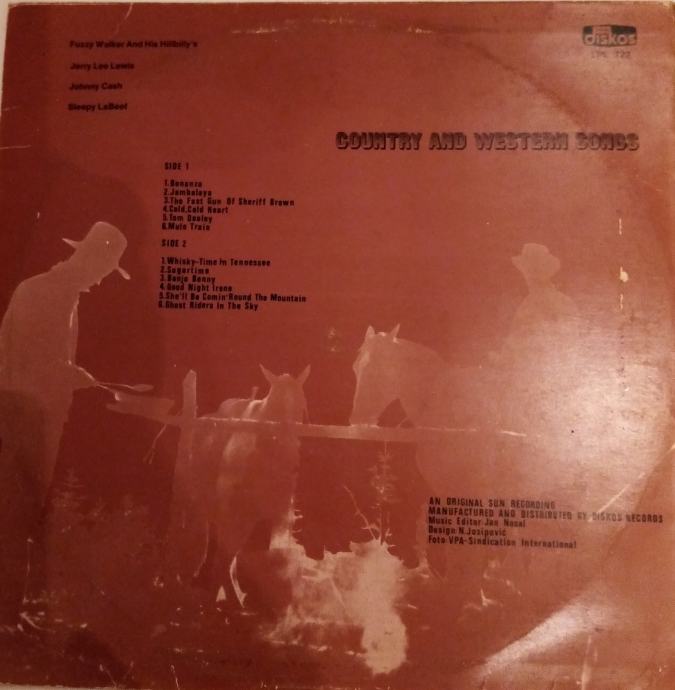 Fuzzy Walker And His Hillbilly's
Jerry Lee Lewis
Johnny Cash
Sleepy LaBeef
diskos
LPL 722
COUNTRY AND WESTERN SONGS
SIDE 1
1.Bonanza
2.Jambalaya
3.The Fast Gun Of Sheriff Brown
4.Cold,Cold Heart
5.Tom Dooley
6.Mule Train
SIDE 2
1.Whisky-Time In Tennessee
2.Sugartime
3.Banjo Benny
4.Good Night Irene
5.She'll Be Comin'Round The Mountain
6.Ghost Riders In The Sky
AN ORIGINAL SUN RECORDING
MANUFACTURED AND DISTRIBUTED BY DISKOS RECORDS
Music Editor Jan Nosal
Design N.Josipović
Foto VPA-Sindication International